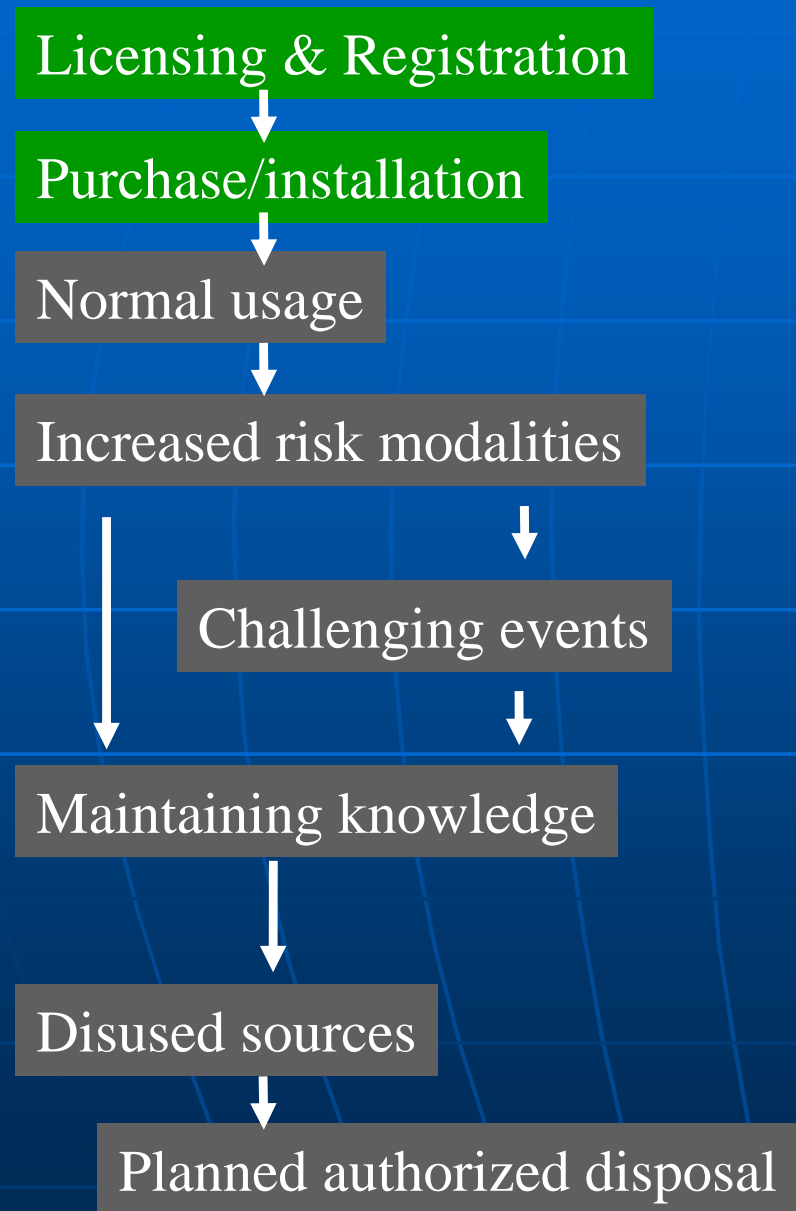 Licensing & Registration
Purchase/installation
Normal usage
Increased risk modalities
Challenging events
Maintaining knowledge
Disused sources
Planned authorized disposal